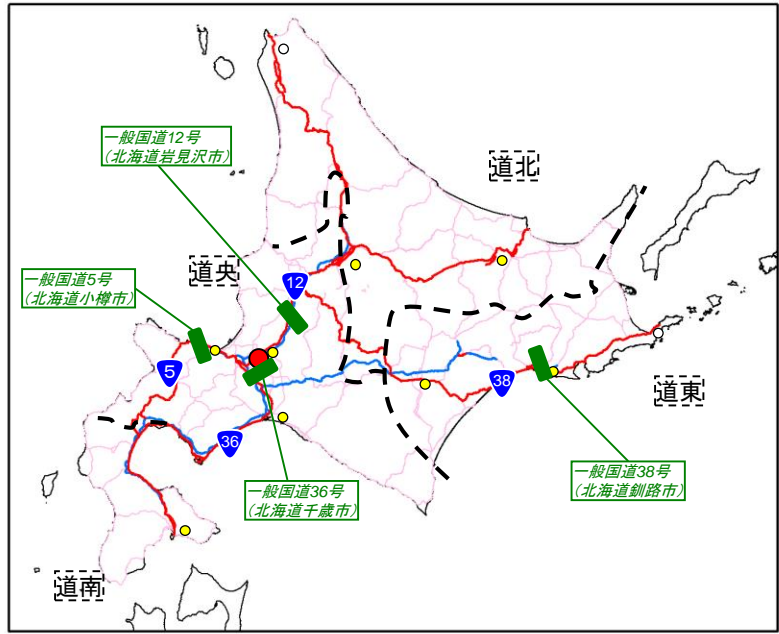 一般国道12号
（北海道岩見沢市）
道北
道央
一般国道5号
（北海道小樽市）
12
5
38
道東
36
一般国道36号
（北海道千歳市）
一般国道38号
（北海道釧路市）
道南